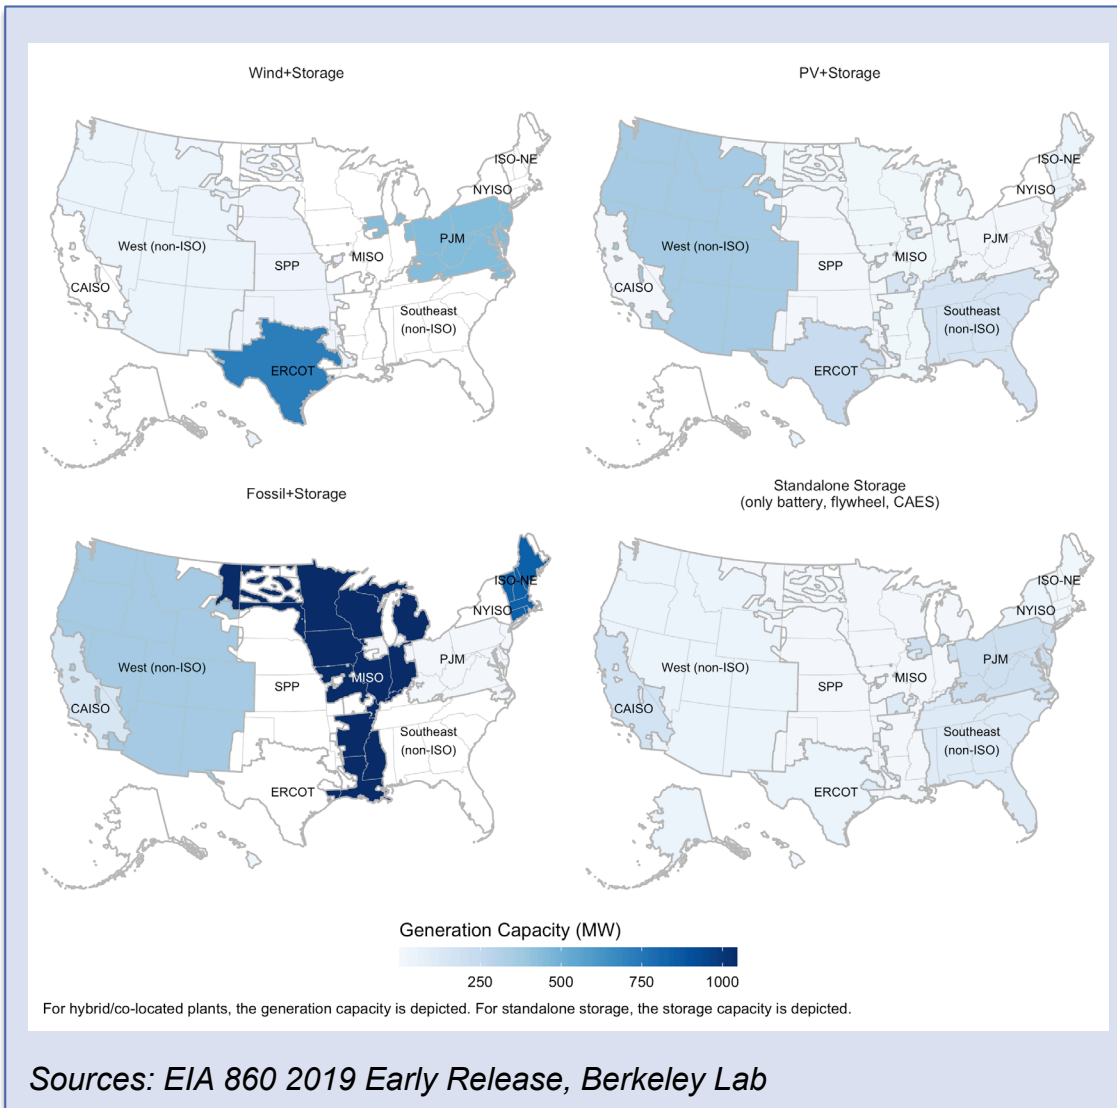 Wind+Storage
ISO-NE
NYISO
PJM
MISO
West (non-ISO)
SPP
CAISO
Southeast
(non-ISO)
ERCOT
PV+Storage
ISO-NE
NYISO
PJM
MISO
West (non-ISO)
SPP
CAISO
Southeast
(non-ISO)
ERCOT
Fossil+Storage
ISO-NE
NYISO
PJM
West (non-ISO)
MISO
SPP
CAISO
Southeast
(non-ISO)
ERCOT
Standalone Storage
(only battery, flywheel, CAES)
ISO-NE
NYISO
PJM
West (non-ISO)
MISO
SPP
CAISO
Southeast
(non-ISO)
ERCOT
Generation Capacity (MW)
250 500 750 1000
For hybrid/co-located plants, the generation capacity is depicted. For standalone storage, the storage capacity is depicted.
Sources: EIA 860 2019 Early Release, Berkeley Lab